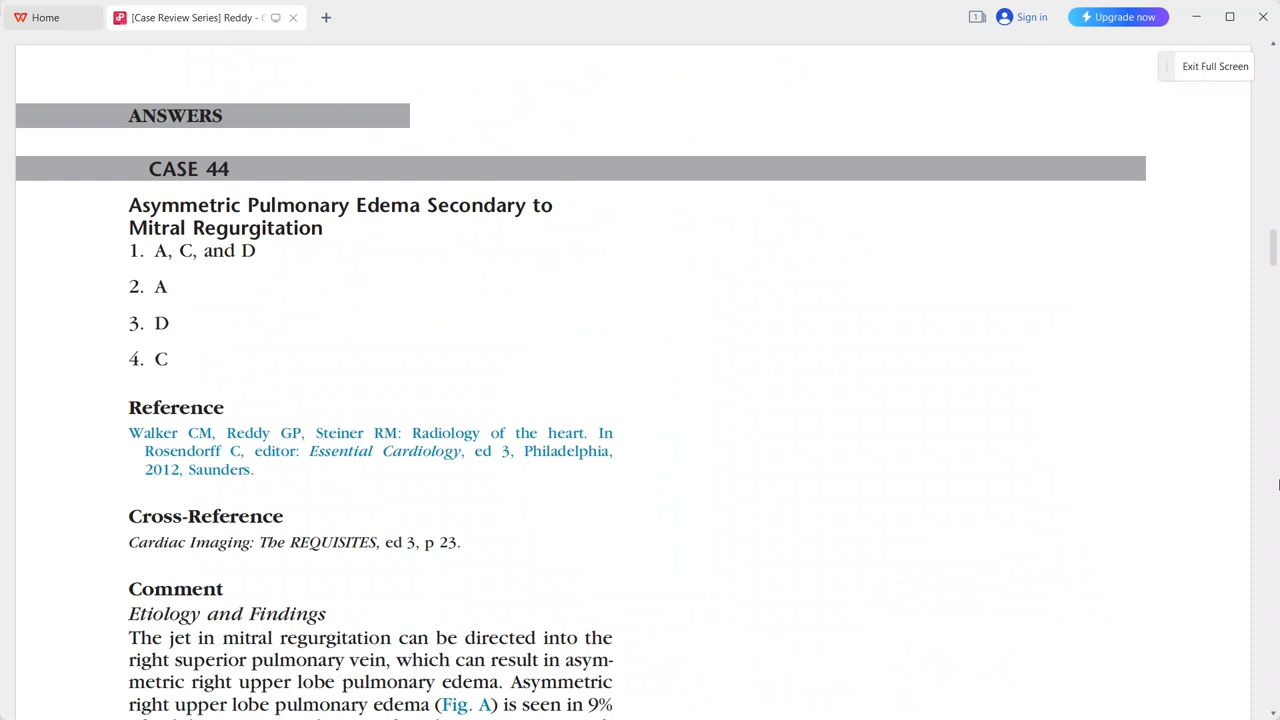 Home
[Case Review Series] Reddy -
1
Sign in
Upgrade now
Exit Full Screen
ANSWERS
CASE 44
Asymmetric Pulmonary Edema Secondary to
Mitral Regurgitation
1. A, C, and D
2. A
3. D
4. C
Reference
Walker CM, Reddy GP, Steiner RM: Radiology of the heart. In
Rosendorff C, editor: Essential Cardiology, ed 3, Philadelphia,
2012, Saunders.
Cross-Reference
Cardiac Imaging: The REQUISITES, ed 3, p 23.
Comment
Etiology and Findings
The jet in mitral regurgitation can be directed into the
right superior pulmonary vein, which can result in asym-
metric right upper lobe pulmonary edema. Asymmetric
right upper lobe pulmonary edema (Fig. A) is seen in 9%